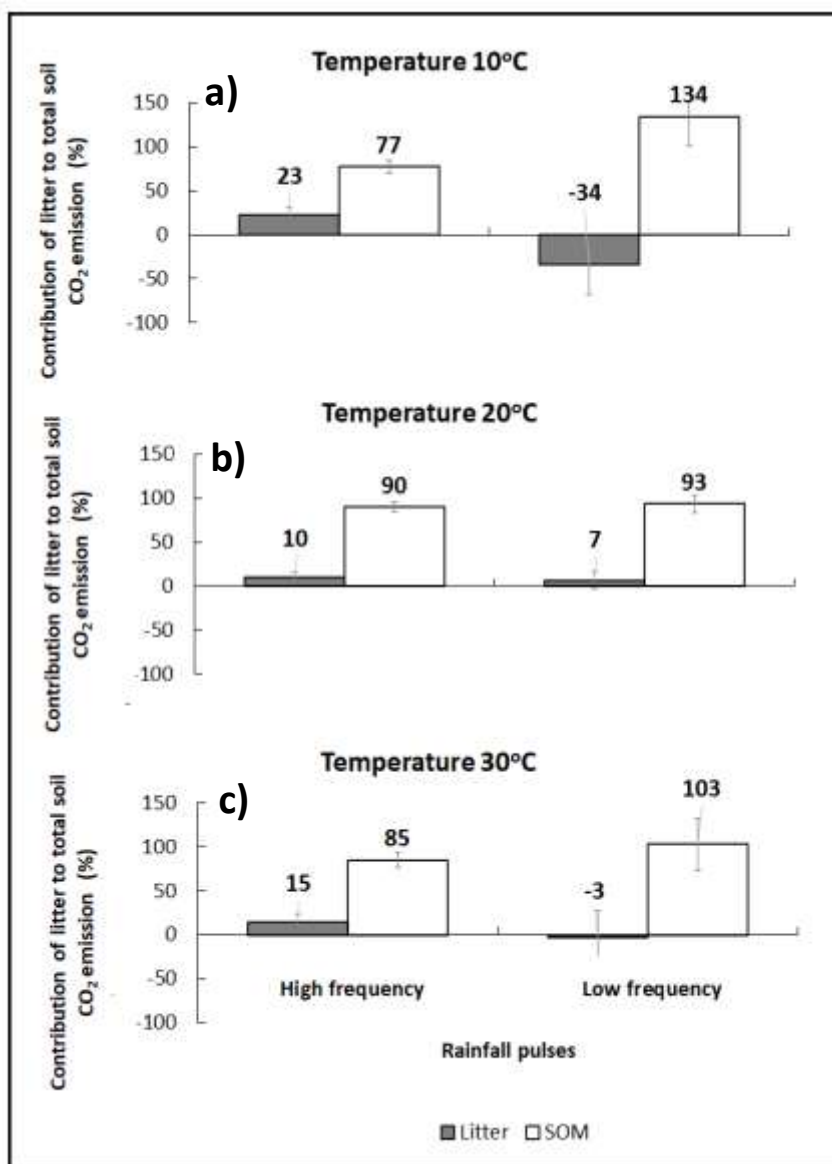 Temperature 10°C
a)
Contribution of litter to total soil
CO₂ emission (%)
150
100
50
0
-50
-100
23
77
-34
134
Temperature 20°C
b)
Contribution of litter to total soil
CO₂ emission (%)
150
100
50
0
-50
-100
10
90
7
93
Temperature 30°C
c)
Contribution of litter to total soil
CO₂ emission (%)
150
100
50
0
-50
-100
15
85
-3
103
High frequency
Low frequency
Rainfall pulses
Litter SOM